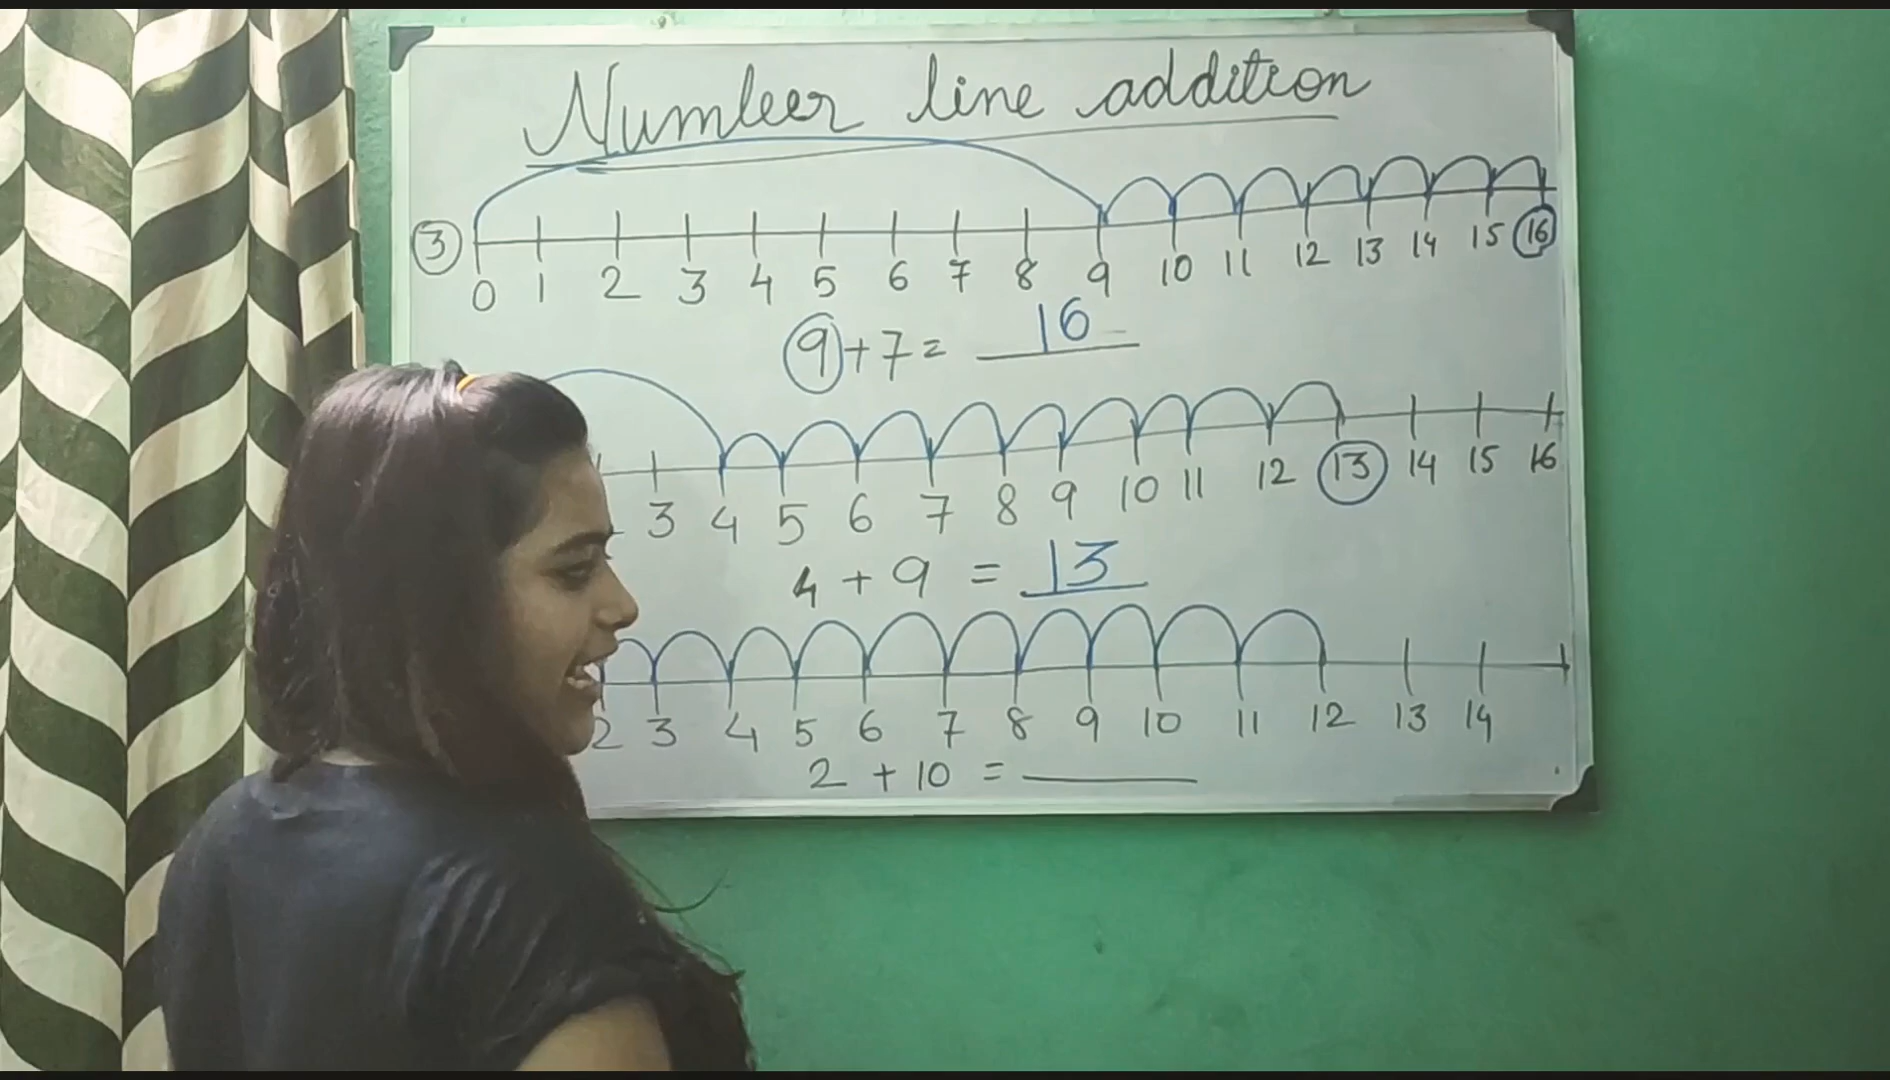 Number line addition
3
0 1 2 3 4 5 6 7 8 9 10 11 12 13 14 15 16
9 + 7 = 16
3 4 5 6 7 8 9 10 11 12 13 14 15 16
4 + 9 = 13
2 3 4 5 6 7 8 9 10 11 12 13 14
2 + 10 =